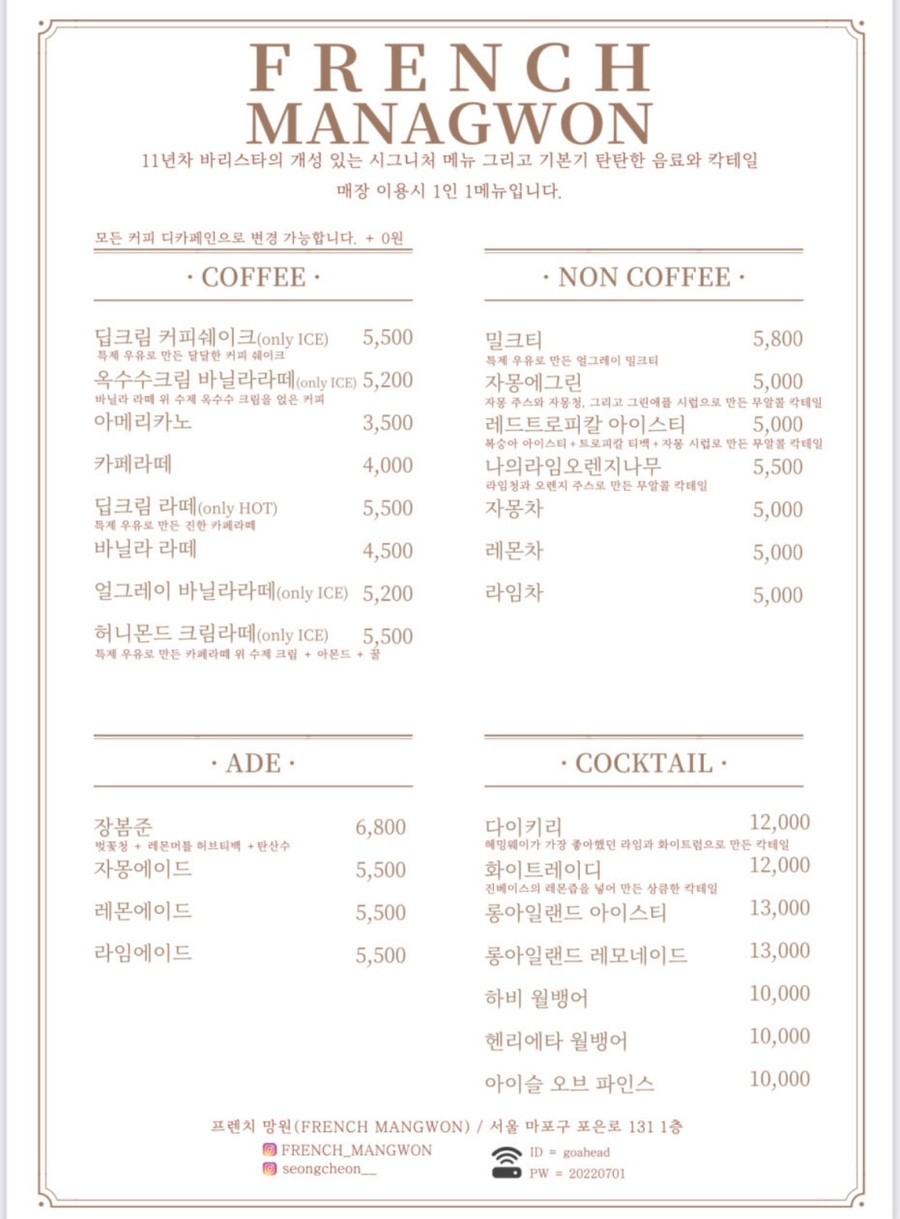 FRENCH
MANAGWON
11년차 바리스타의 개성 있는 시그니처 메뉴 그리고 기본기 탄탄한 음료와 칵테일
매장 이용시 1인 1메뉴입니다.
모든 커피 디카페인으로 변경 가능합니다. + 0원
· COFFEE ·
딥크림 커피쉐이크(only ICE) 5,500
특제 우유로 만든 달달한 커피 쉐이크
옥수수크림 바닐라라떼(only ICE) 5,200
바닐라 라떼 위 수제 옥수수 크림을 얹은 커피
아메리카노 3,500
카페라떼 4,000
딥크림 라떼(only HOT) 5,500
특제 우유로 만든 진한 카페라떼
바닐라 라떼 4,500
얼그레이 바닐라라떼(only ICE) 5,200
허니몬드 크림라떼(only ICE) 5,500
특제 우유로 만든 카페라떼 위 수제 크림 + 아몬드 + 꿀
· NON COFFEE ·
밀크티 5,800
특제 우유로 만든 얼그레이 밀크티
자몽에그린 5,000
자몽 주스와 자몽청, 그리고 그린애플 시럽으로 만든 무알콜 칵테일
레드트로피칼 아이스티 5,000
복숭아 아이스티+트로피칼 티백+자몽 시럽로 만든 무알콜 칵테일
나의라임오렌지나무 5,500
라임청과 오렌지 주스로 만든 무알콜 칵테일
자몽차 5,000
레몬차 5,000
라임차 5,000
· ADE ·
장봄준 6,800
벚꽃청 + 레몬머틀 허브티백 +탄산수
자몽에이드 5,500
레몬에이드 5,500
라임에이드 5,500
· COCKTAIL ·
다이키리 12,000
헤밍웨이가 가장 좋아했던 라임과 화이트럼으로 만든 칵테일
화이트레이디 12,000
진베이스의 레몬즙을 넣어 만든 상큼한 칵테일
롱아일랜드 아이스티 13,000
롱아일랜드 레모네이드 13,000
하비 월뱅어 10,000
헨리에타 월뱅어 10,000
아이슬 오브 파인스 10,000
프렌치 망원(FRENCH MANGWON) / 서울 마포구 포은로 131 1층
FRENCH_MANGWON
seongcheon__
ID = goahead
PW = 20220701